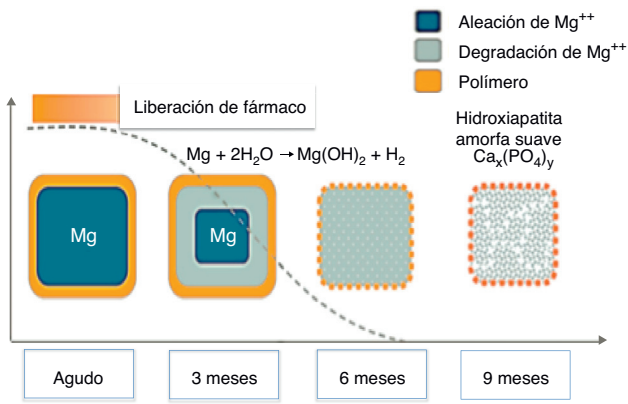 Aleación de Mg⁺⁺
Degradación de Mg⁺⁺
Polímero
Liberación de fármaco
Hidroxiapatita
amorfa suave
Caₓ(PO₄)ᵧ
Mg + 2H₂O → Mg(OH)₂ + H₂
Mg
Mg
Agudo
3 meses
6 meses
9 meses